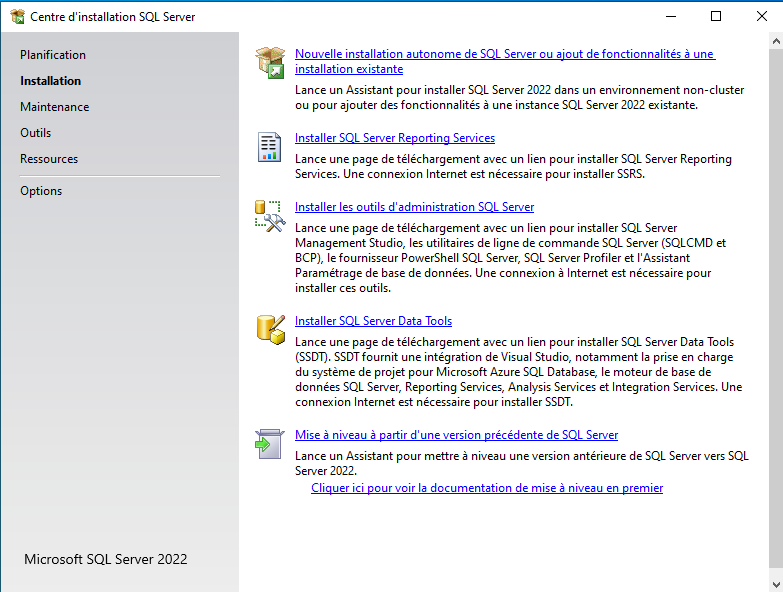 Centre d'installation SQL Server
Planification
Installation
Maintenance
Outils
Ressources
Options
Microsoft SQL Server 2022
Nouvelle installation autonome de SQL Server ou ajout de fonctionnalités à une
installation existante
Lance un Assistant pour installer SQL Server 2022 dans un environnement non-cluster
ou pour ajouter des fonctionnalités à une instance SQL Server 2022 existante.
Installer SQL Server Reporting Services
Lance une page de téléchargement avec un lien pour installer SQL Server Reporting
Services. Une connexion Internet est nécessaire pour installer SSRS.
Installer les outils d'administration SQL Server
Lance une page de téléchargement avec un lien pour installer SQL Server
Management Studio, les utilitaires de ligne de commande SQL Server (SQLCMD et
BCP), le fournisseur PowerShell SQL Server, SQL Server Profiler et l'Assistant
Paramétrage de base de données. Une connexion à Internet est nécessaire pour
installer ces outils.
Installer SQL Server Data Tools
Lance une page de téléchargement avec un lien pour installer SQL Server Data Tools
(SSDT). SSDT fournit une intégration de Visual Studio, notamment la prise en charge
du système de projet pour Microsoft Azure SQL Database, le moteur de base de
données SQL Server, Reporting Services, Analysis Services et Integration Services. Une
connexion Internet est nécessaire pour installer SSDT.
Mise à niveau à partir d'une version précédente de SQL Server
Lance un Assistant pour mettre à niveau une version antérieure de SQL Server vers SQL
Server 2022.
Cliquer ici pour voir la documentation de mise à niveau en premier